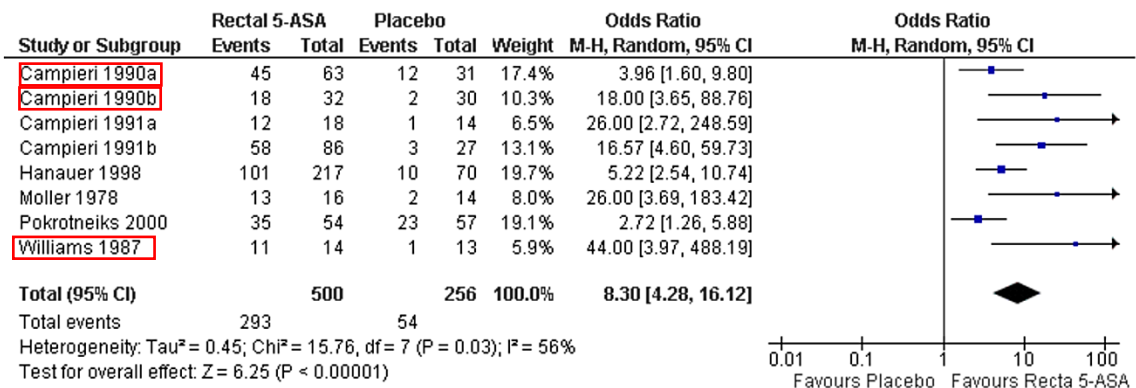 Rectal 5-ASA Placebo Odds Ratio Odds Ratio
Study or Subgroup Events Total Events Total Weight M-H, Random, 95% CI M-H, Random, 95% CI
Campieri 1990a 45 63 12 31 17.4% 3.96 [1.60, 9.80]
Campieri 1990b 18 32 2 30 10.3% 18.00 [3.65, 88.76]
Campieri 1991a 12 18 1 14 6.5% 26.00 [2.72, 248.59]
Campieri 1991b 58 86 3 27 13.1% 16.57 [4.60, 59.73]
Hanauer 1998 101 217 10 70 19.7% 5.22 [2.54, 10.74]
Moller 1978 13 16 2 14 8.0% 26.00 [3.69, 183.42]
Pokrotneiks 2000 35 54 23 57 19.1% 2.72 [1.26, 5.88]
Williams 1987 11 14 1 13 5.9% 44.00 [3.97, 488.19]
Total (95% CI) 500 256 100.0% 8.30 [4.28, 16.12]
Total events 293 54
Heterogeneity: Tau² = 0.45; Chi² = 15.76, df = 7 (P = 0.03); I² = 56%
Test for overall effect: Z = 6.25 (P < 0.00001)
0.01 0.1 1 10 100
Favours Placebo Favours Recta 5-ASA